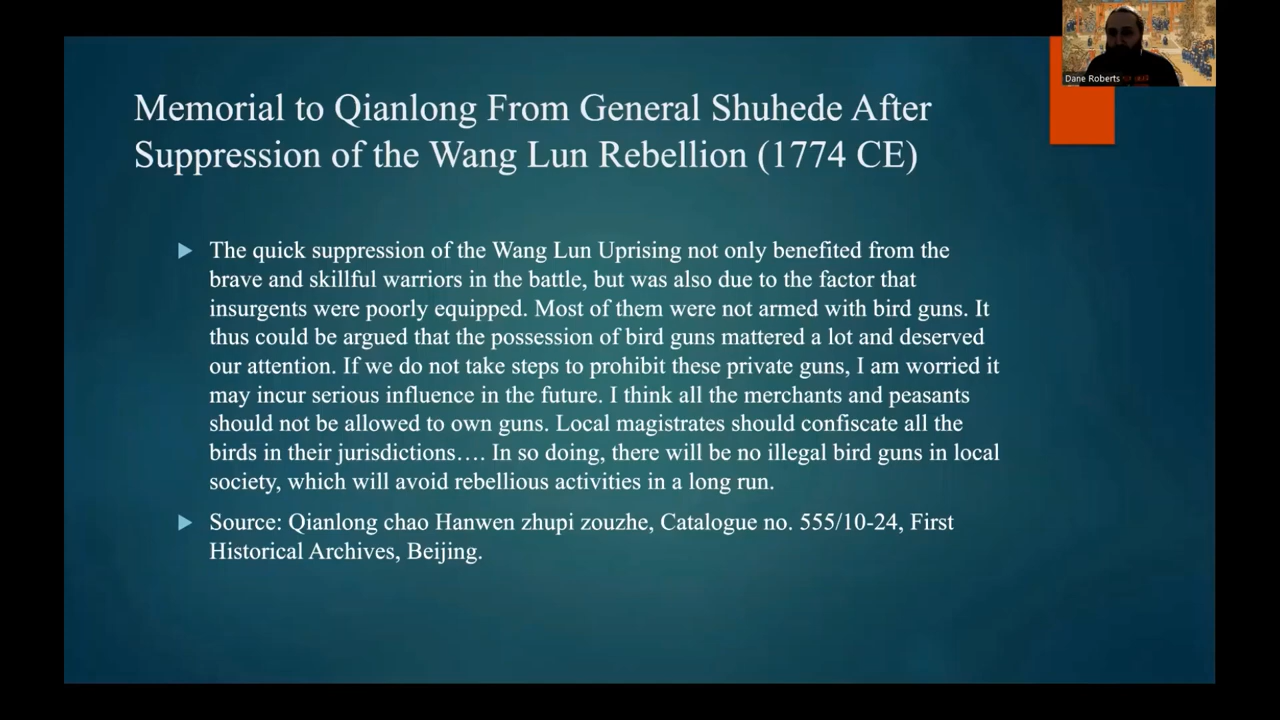 Dane Roberts
Memorial to Qianlong From General Shuhede After
Suppression of the Wang Lun Rebellion (1774 CE)
The quick suppression of the Wang Lun Uprising not only benefited from the
brave and skillful warriors in the battle, but was also due to the factor that
insurgents were poorly equipped. Most of them were not armed with bird guns. It
thus could be argued that the possession of bird guns mattered a lot and deserved
our attention. If we do not take steps to prohibit these private guns, I am worried it
may incur serious influence in the future. I think all the merchants and peasants
should not be allowed to own guns. Local magistrates should confiscate all the
birds in their jurisdictions…. In so doing, there will be no illegal bird guns in local
society, which will avoid rebellious activities in a long run.
Source: Qianlong chao Hanwen zhupi zouzhe, Catalogue no. 555/10-24, First
Historical Archives, Beijing.